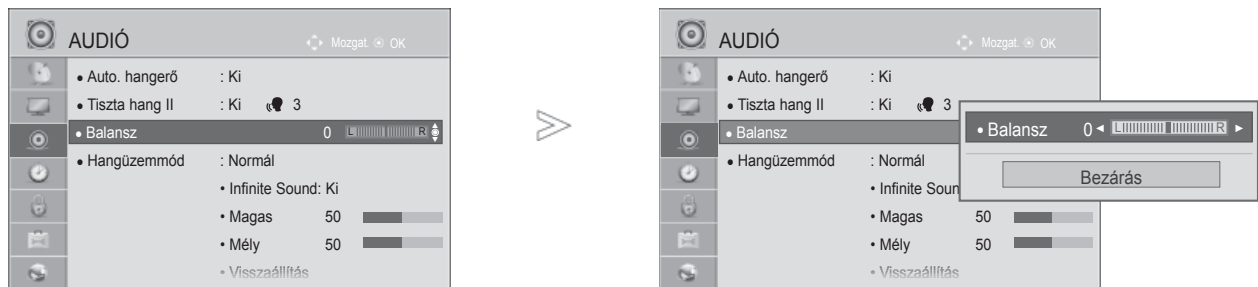 AUDIÓ Mozgat. OK
• Auto. hangerő : Ki
• Tiszta hang II : Ki 3
• Balansz 0 L R
• Hangüzemmód : Normál
• Infinite Sound: Ki
• Magas 50
• Mély 50
• Visszaállítás
AUDIÓ Mozgat. OK
• Auto. hangerő : Ki
• Tiszta hang II : Ki 3
• Balansz
• Hangüzemmód : Normál
• Infinite Soun
• Magas 50
• Mély 50
• Visszaállítás
• Balansz 0 ◄ L R ►
Bezárás